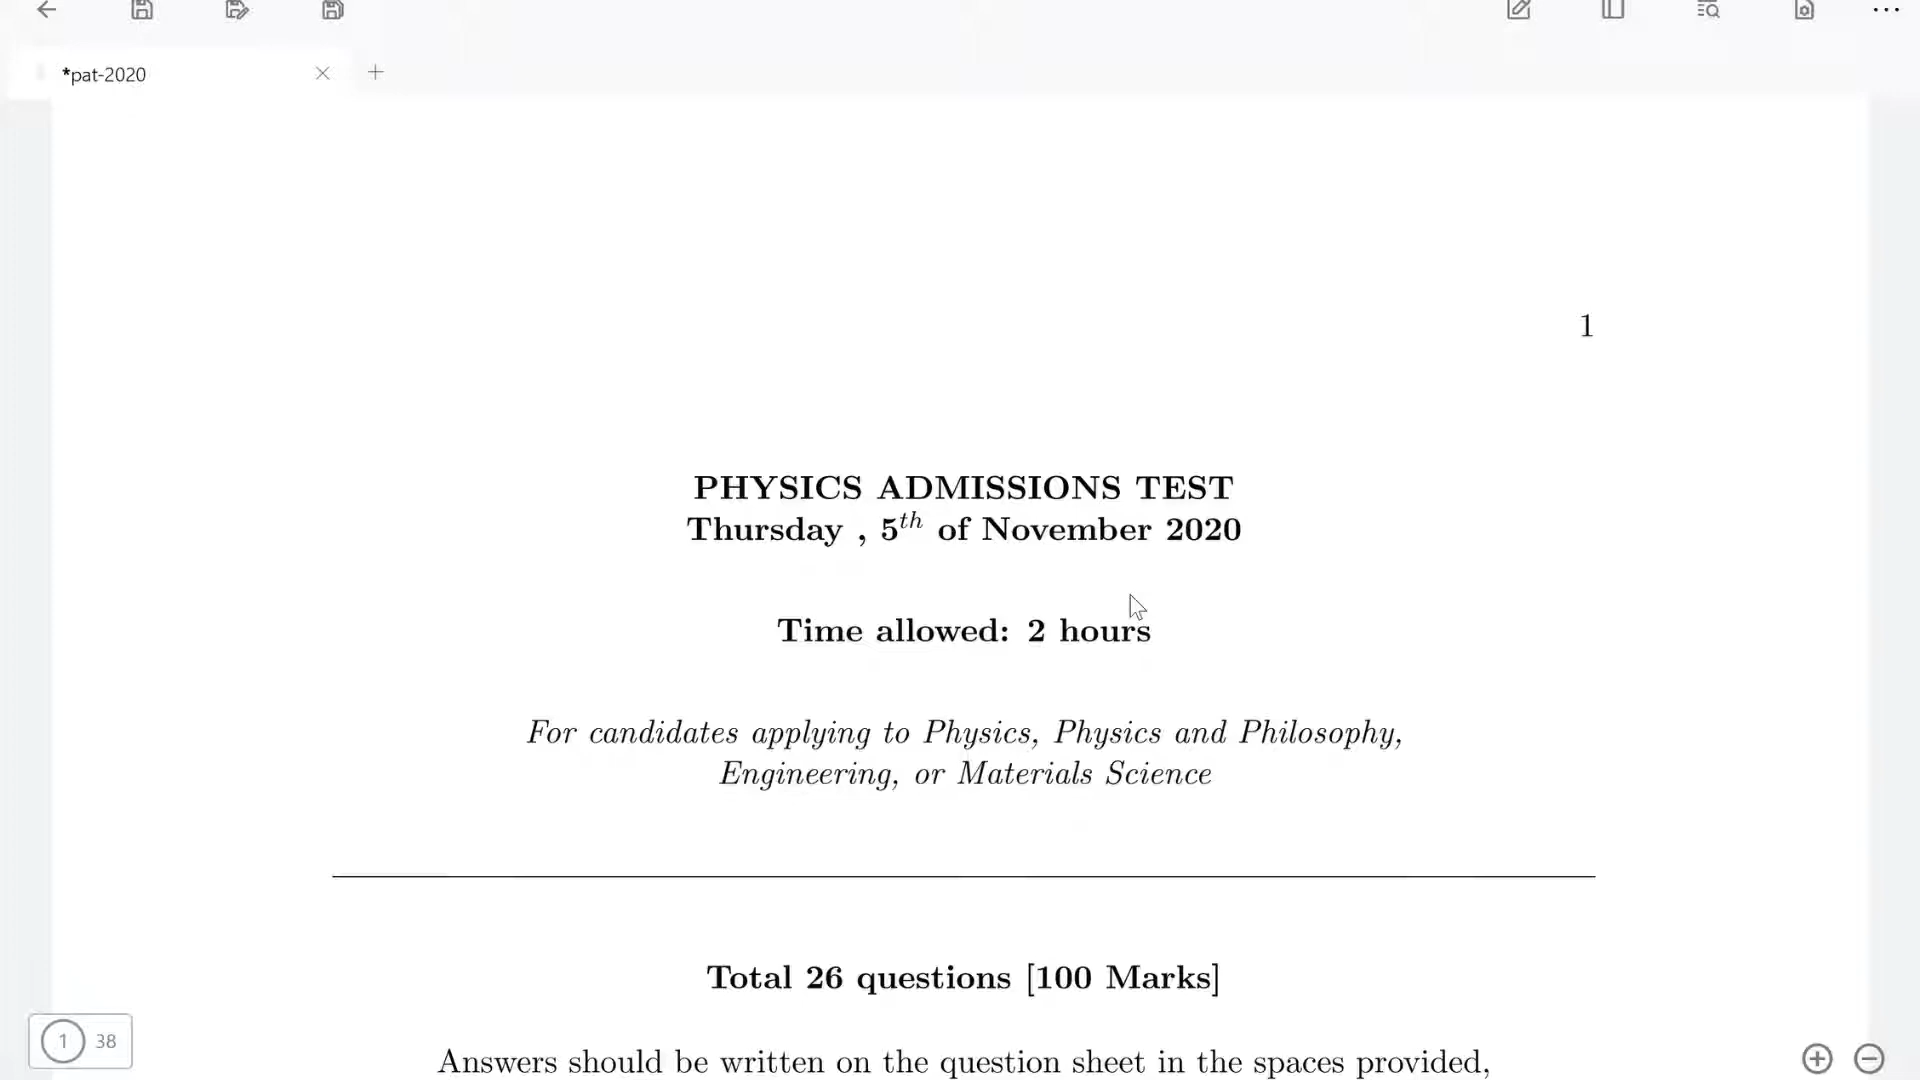 *pat-2020
1
PHYSICS ADMISSIONS TEST
Thursday , 5th of November 2020
Time allowed: 2 hours
For candidates applying to Physics, Physics and Philosophy,
Engineering, or Materials Science
Total 26 questions [100 Marks]
Answers should be written on the question sheet in the spaces provided,
1 38